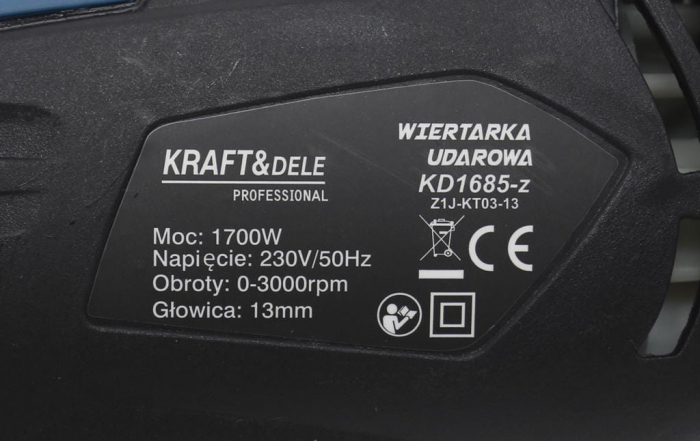 KRAFT&DELE
PROFESSIONAL
Moc: 1700W
Napięcie: 230V/50Hz
Obroty: 0-3000rpm
Głowica: 13mm
WIERTARKA
UDAROWA
KD1685-z
Z1J-KT03-13
CE